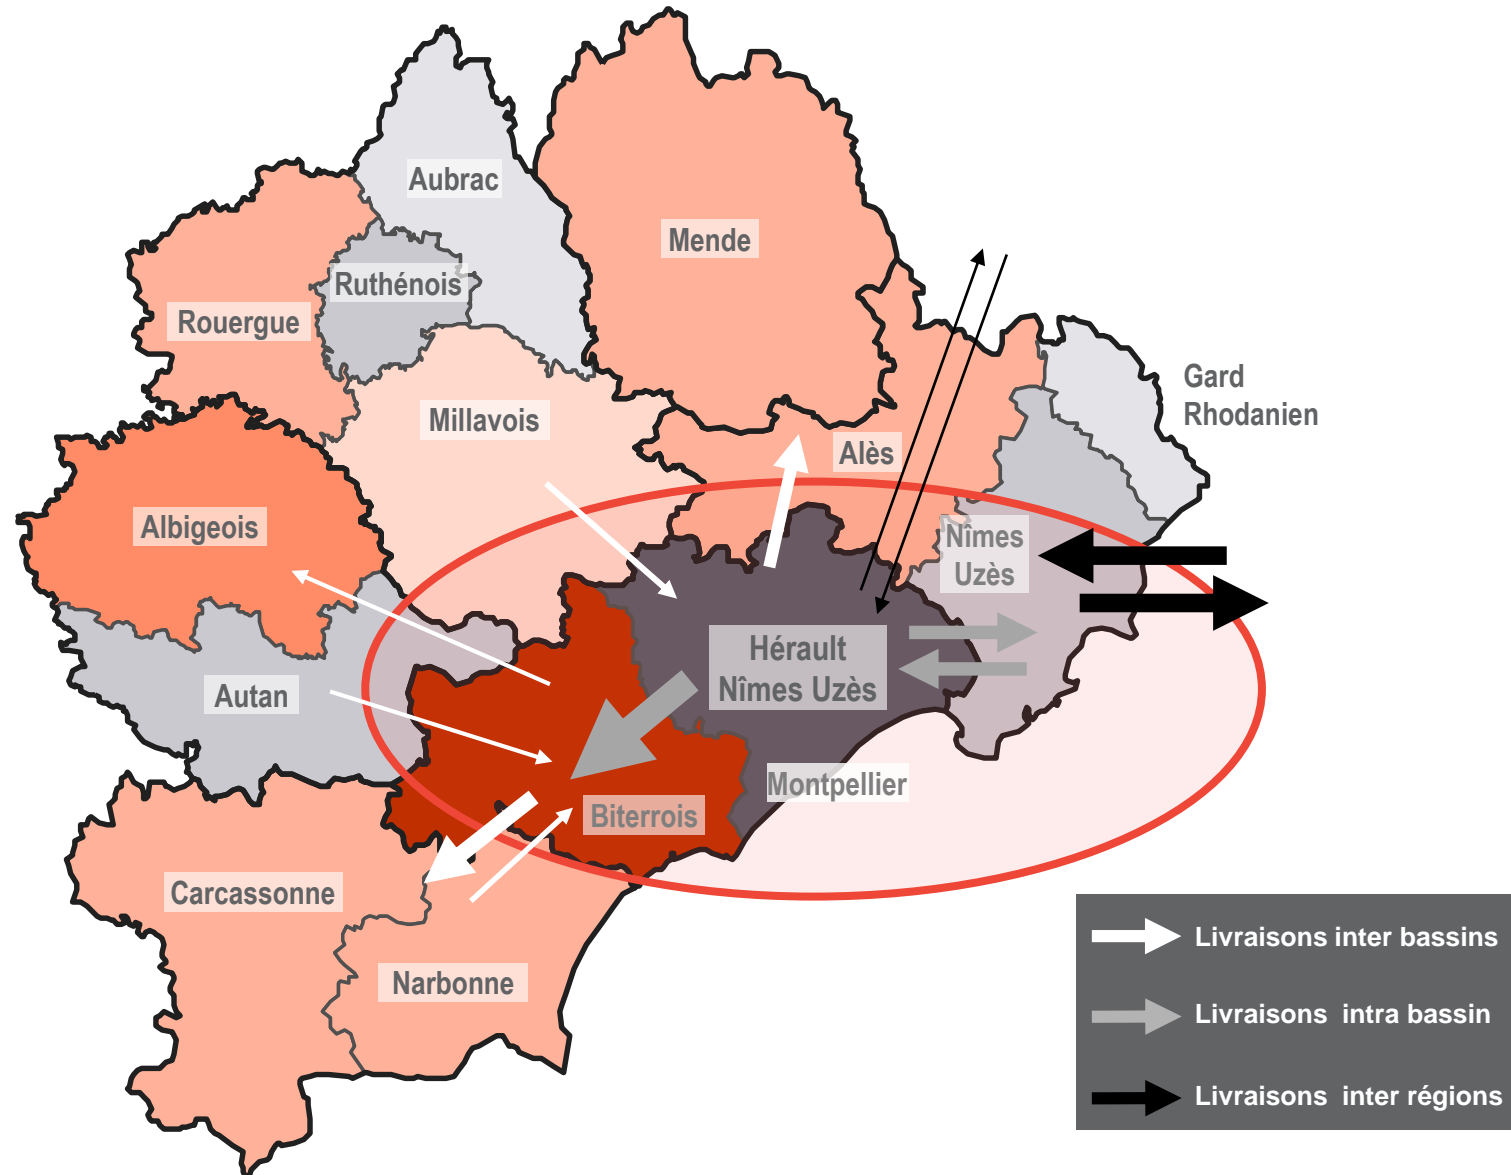 Aubrac
Mende
Ruthénois
Rouergue
Gard
Rhodanien
Millavois
Alès
Albigeois
Nîmes
Uzès
Hérault
Nîmes Uzès
Autan
Montpellier
Biterrois
Carcassonne
Narbonne
Livraisons inter bassins
Livraisons intra bassin
Livraisons inter régions